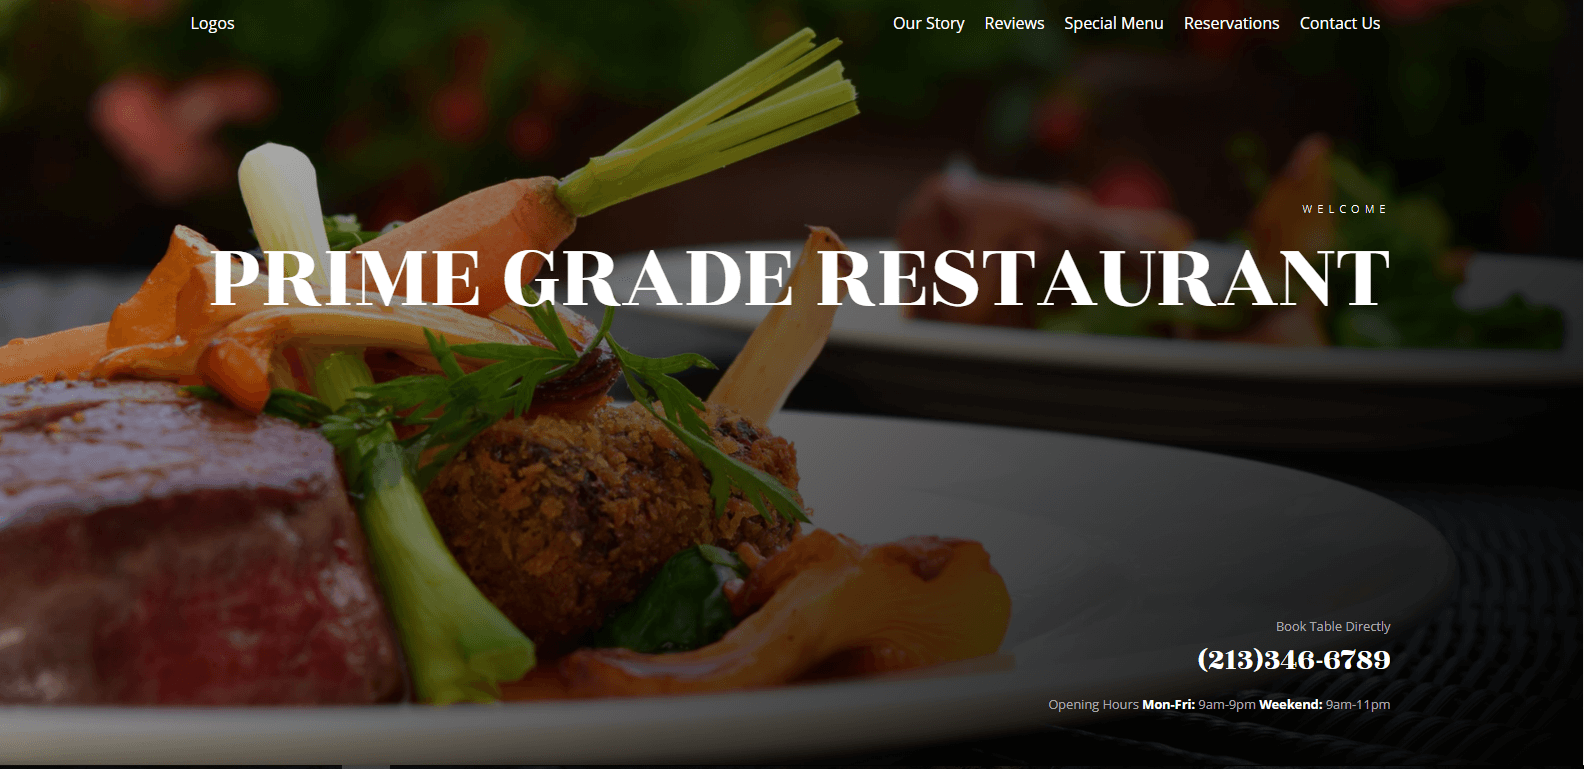 Logos Our Story Reviews Special Menu Reservations Contact Us
WELCOME
PRIME GRADE RESTAURANT
Book Table Directly
(213)346-6789
Opening Hours Mon-Fri: 9am-9pm Weekend: 9am-11pm